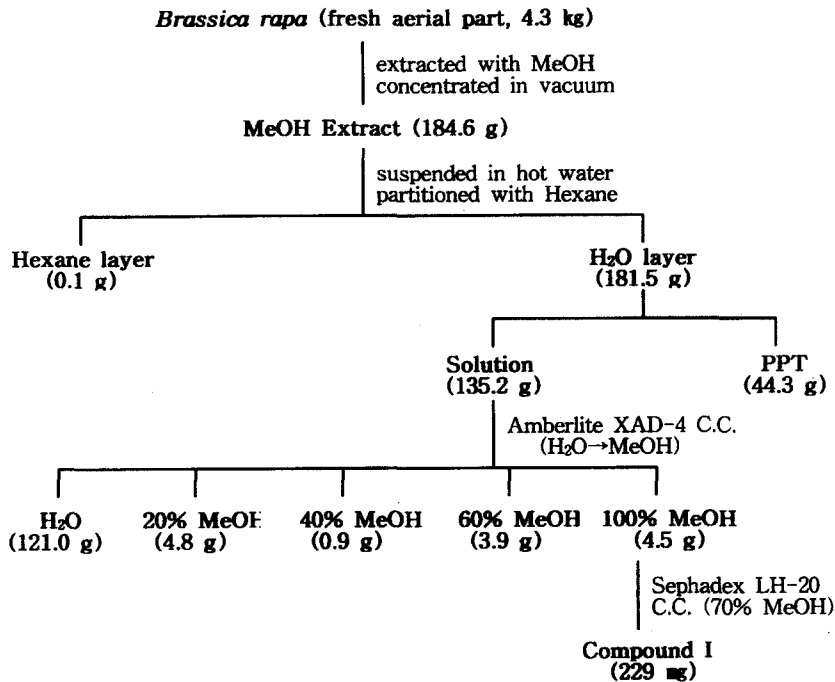 Brassica rapa (fresh aerial part, 4.3 kg)
extracted with MeOH
concentrated in vacuum
MeOH Extract (184.6 g)
suspended in hot water
partitioned with Hexane
Hexane layer
(0.1 g)
H₂O layer
(181.5 g)
Solution
(135.2 g)
PPT
(44.3 g)
Amberlite XAD-4 C.C.
(H₂O→MeOH)
H₂O
(121.0 g)
20% MeOH
(4.8 g)
40% MeOH
(0.9 g)
60% MeOH
(3.9 g)
100% MeOH
(4.5 g)
Sephadex LH-20
C.C. (70% MeOH)
Compound I
(229 mg)